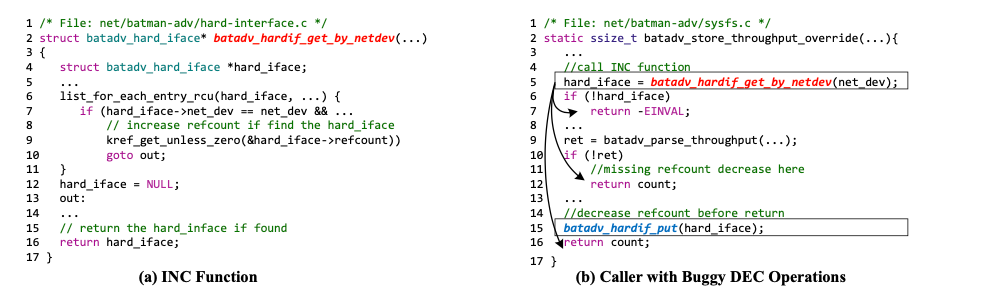 1 /* File: net/batman-adv/hard-interface.c */
2 struct batadv_hard_iface* batadv_hardif_get_by_netdev(...)
3 {
4 struct batadv_hard_iface *hard_iface;
5 ...
6 list_for_each_entry_rcu(hard_iface, ...) {
7 if (hard_iface->net_dev == net_dev && ...
8 // increase refcount if find the hard_iface
9 kref_get_unless_zero(&hard_iface->refcount))
10 goto out;
11 }
12 hard_iface = NULL;
13 out:
14 ...
15 // return the hard_inface if found
16 return hard_iface;
17 }
(a) INC Function
1 /* File: net/batman-adv/sysfs.c */
2 static ssize_t batadv_store_throughput_override(...){
3 ...
4 //call INC function
5 hard_iface = batadv_hardif_get_by_netdev(net_dev);
6 if (!hard_iface)
7 return -EINVAL;
8 ...
9 ret = batadv_parse_throughput(...);
10 if (!ret)
11 //missing refcount decrease here
12 return count;
13 ...
14 //decrease refcount before return
15 batadv_hardif_put(hard_iface);
16 return count;
17 }
(b) Caller with Buggy DEC Operations